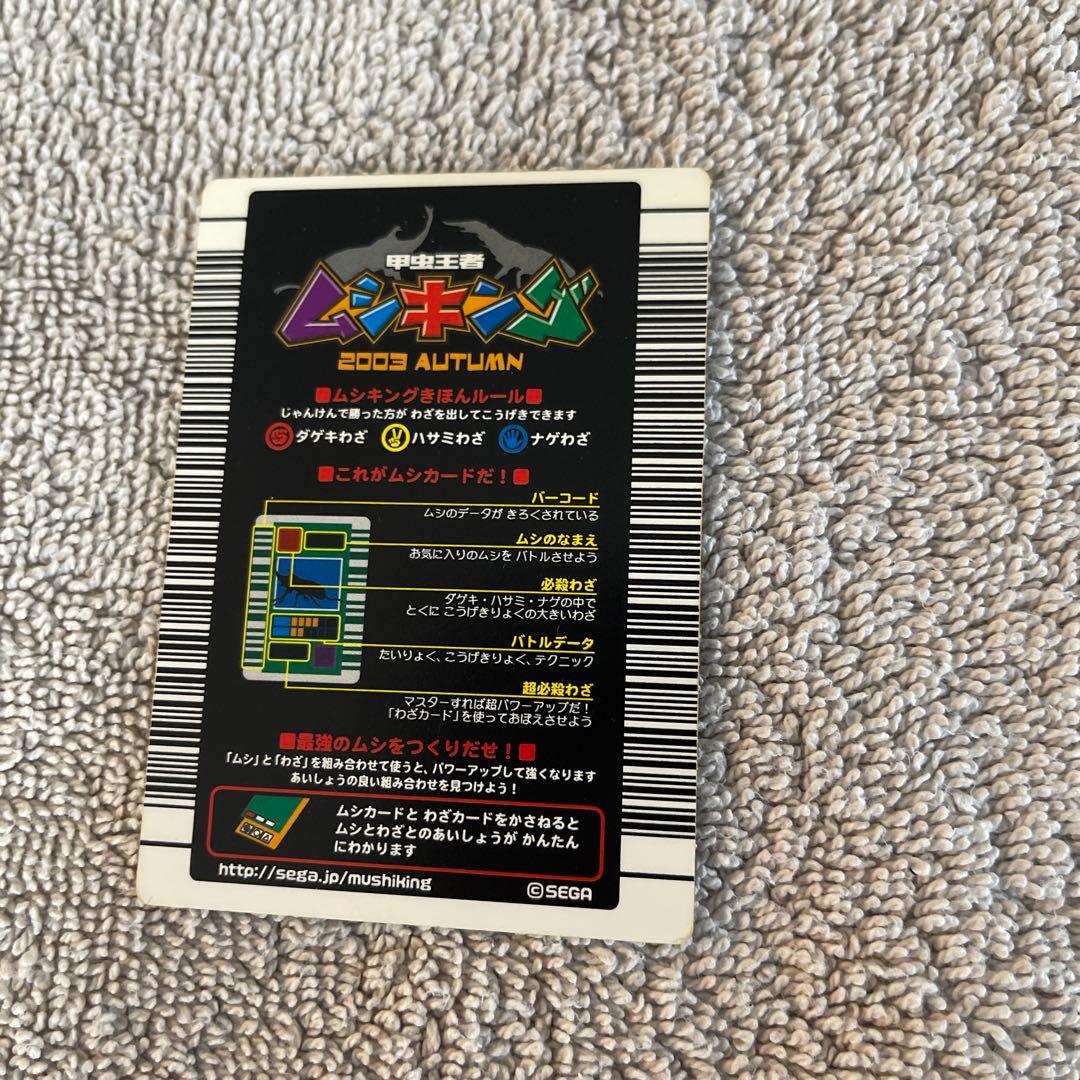 甲虫王者
ムシキング
2003 AUTUMN
ムシキングきほんルール
じゃんけんで勝った方が わざを出してこうげきできます
ダゲキわざ ハサミわざ ナゲわざ
これがムシカードだ！
バーコード
ムシのデータが きろくされている
ムシのなまえ
お気に入りのムシを バトルさせよう
必殺わざ
ダゲキ・ハサミ・ナゲの中で
とくに こうげきりょくの大きいわざ
バトルデータ
たいりょく、こうげきりょく、テクニック
超必殺わざ
マスターすれば超パワーアップだ！
「わざカード」を使っておぼえさせよう
最強のムシをつくりだせ！
「ムシ」と「わざ」を組み合わせて使うと、パワーアップして強くなります
あいしょうの良い組み合わせを見つけよう！
ムシカードと わざカードをかさねると
ムシとわざとのあいしょうが かんたん
にわかります
http://sega.jp/mushiking
©SEGA